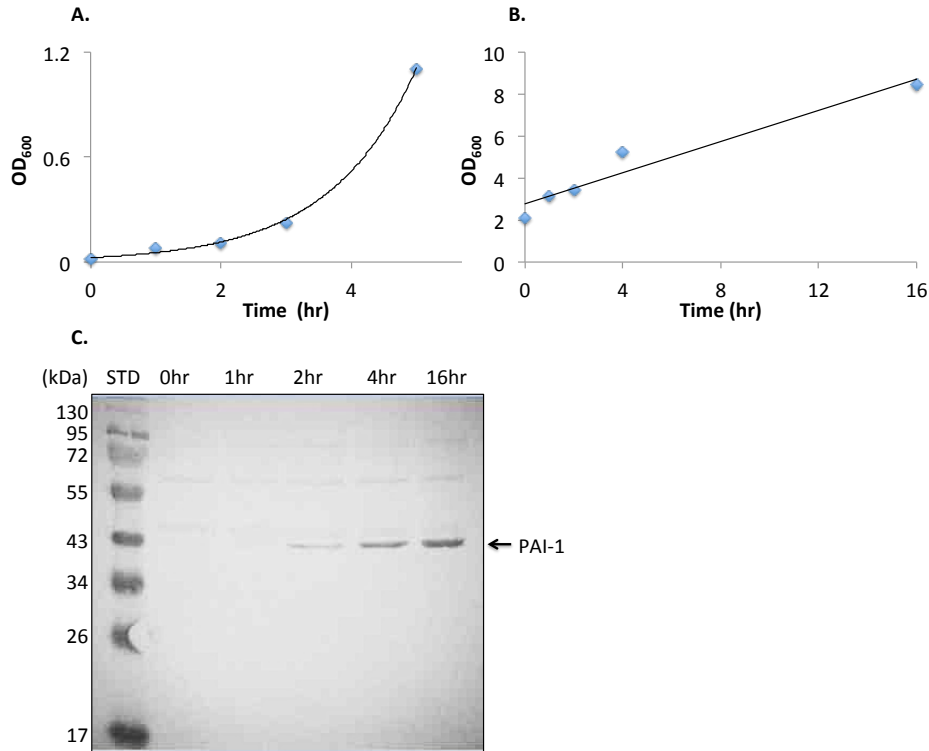 A.
1.2
0.6
0
OD600
0 2 4
Time (hr)
B.
10
8
6
4
2
0
OD600
0 4 8 12 16
Time (hr)
C.
(kDa) STD 0hr 1hr 2hr 4hr 16hr
130
95
72
55
43
34
26
17
PAI-1